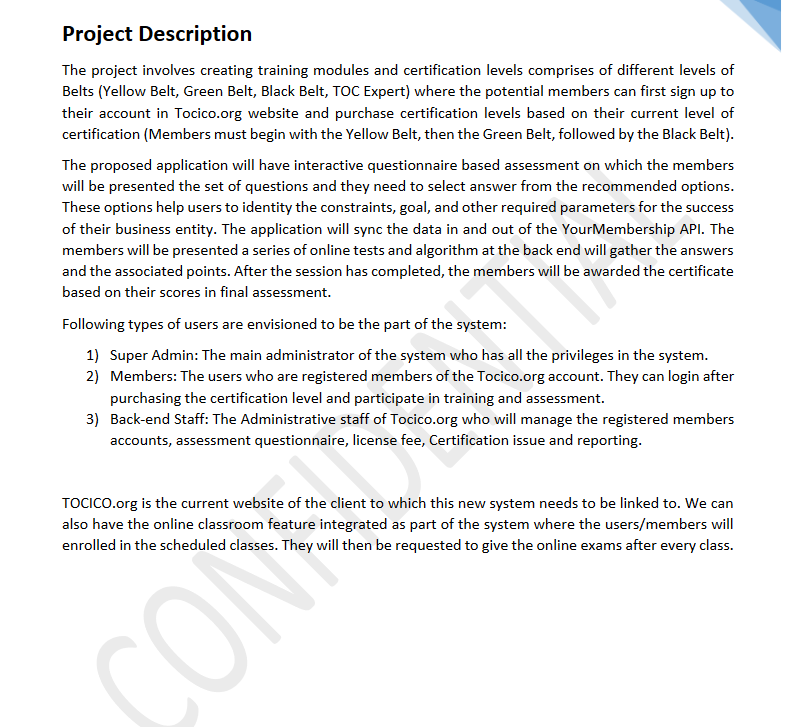 Project Description
The project involves creating training modules and certification levels comprises of different levels of
Belts (Yellow Belt, Green Belt, Black Belt, TOC Expert) where the potential members can first sign up to
their account in Tocico.org website and purchase certification levels based on their current level of
certification (Members must begin with the Yellow Belt, then the Green Belt, followed by the Black Belt).
The proposed application will have interactive questionnaire based assessment on which the members
will be presented the set of questions and they need to select answer from the recommended options.
These options help users to identity the constraints, goal, and other required parameters for the success
of their business entity. The application will sync the data in and out of the YourMembership API. The
members will be presented a series of online tests and algorithm at the back end will gather the answers
and the associated points. After the session has completed, the members will be awarded the certificate
based on their scores in final assessment.
Following types of users are envisioned to be the part of the system:
1) Super Admin: The main administrator of the system who has all the privileges in the system.
2) Members: The users who are registered members of the Tocico.org account. They can login after
purchasing the certification level and participate in training and assessment.
3) Back-end Staff: The Administrative staff of Tocico.org who will manage the registered members
accounts, assessment questionnaire, license fee, Certification issue and reporting.
TOCICO.org is the current website of the client to which this new system needs to be linked to. We can
also have the online classroom feature integrated as part of the system where the users/members will
enrolled in the scheduled classes. They will then be requested to give the online exams after every class.
CONFIDENTIAL